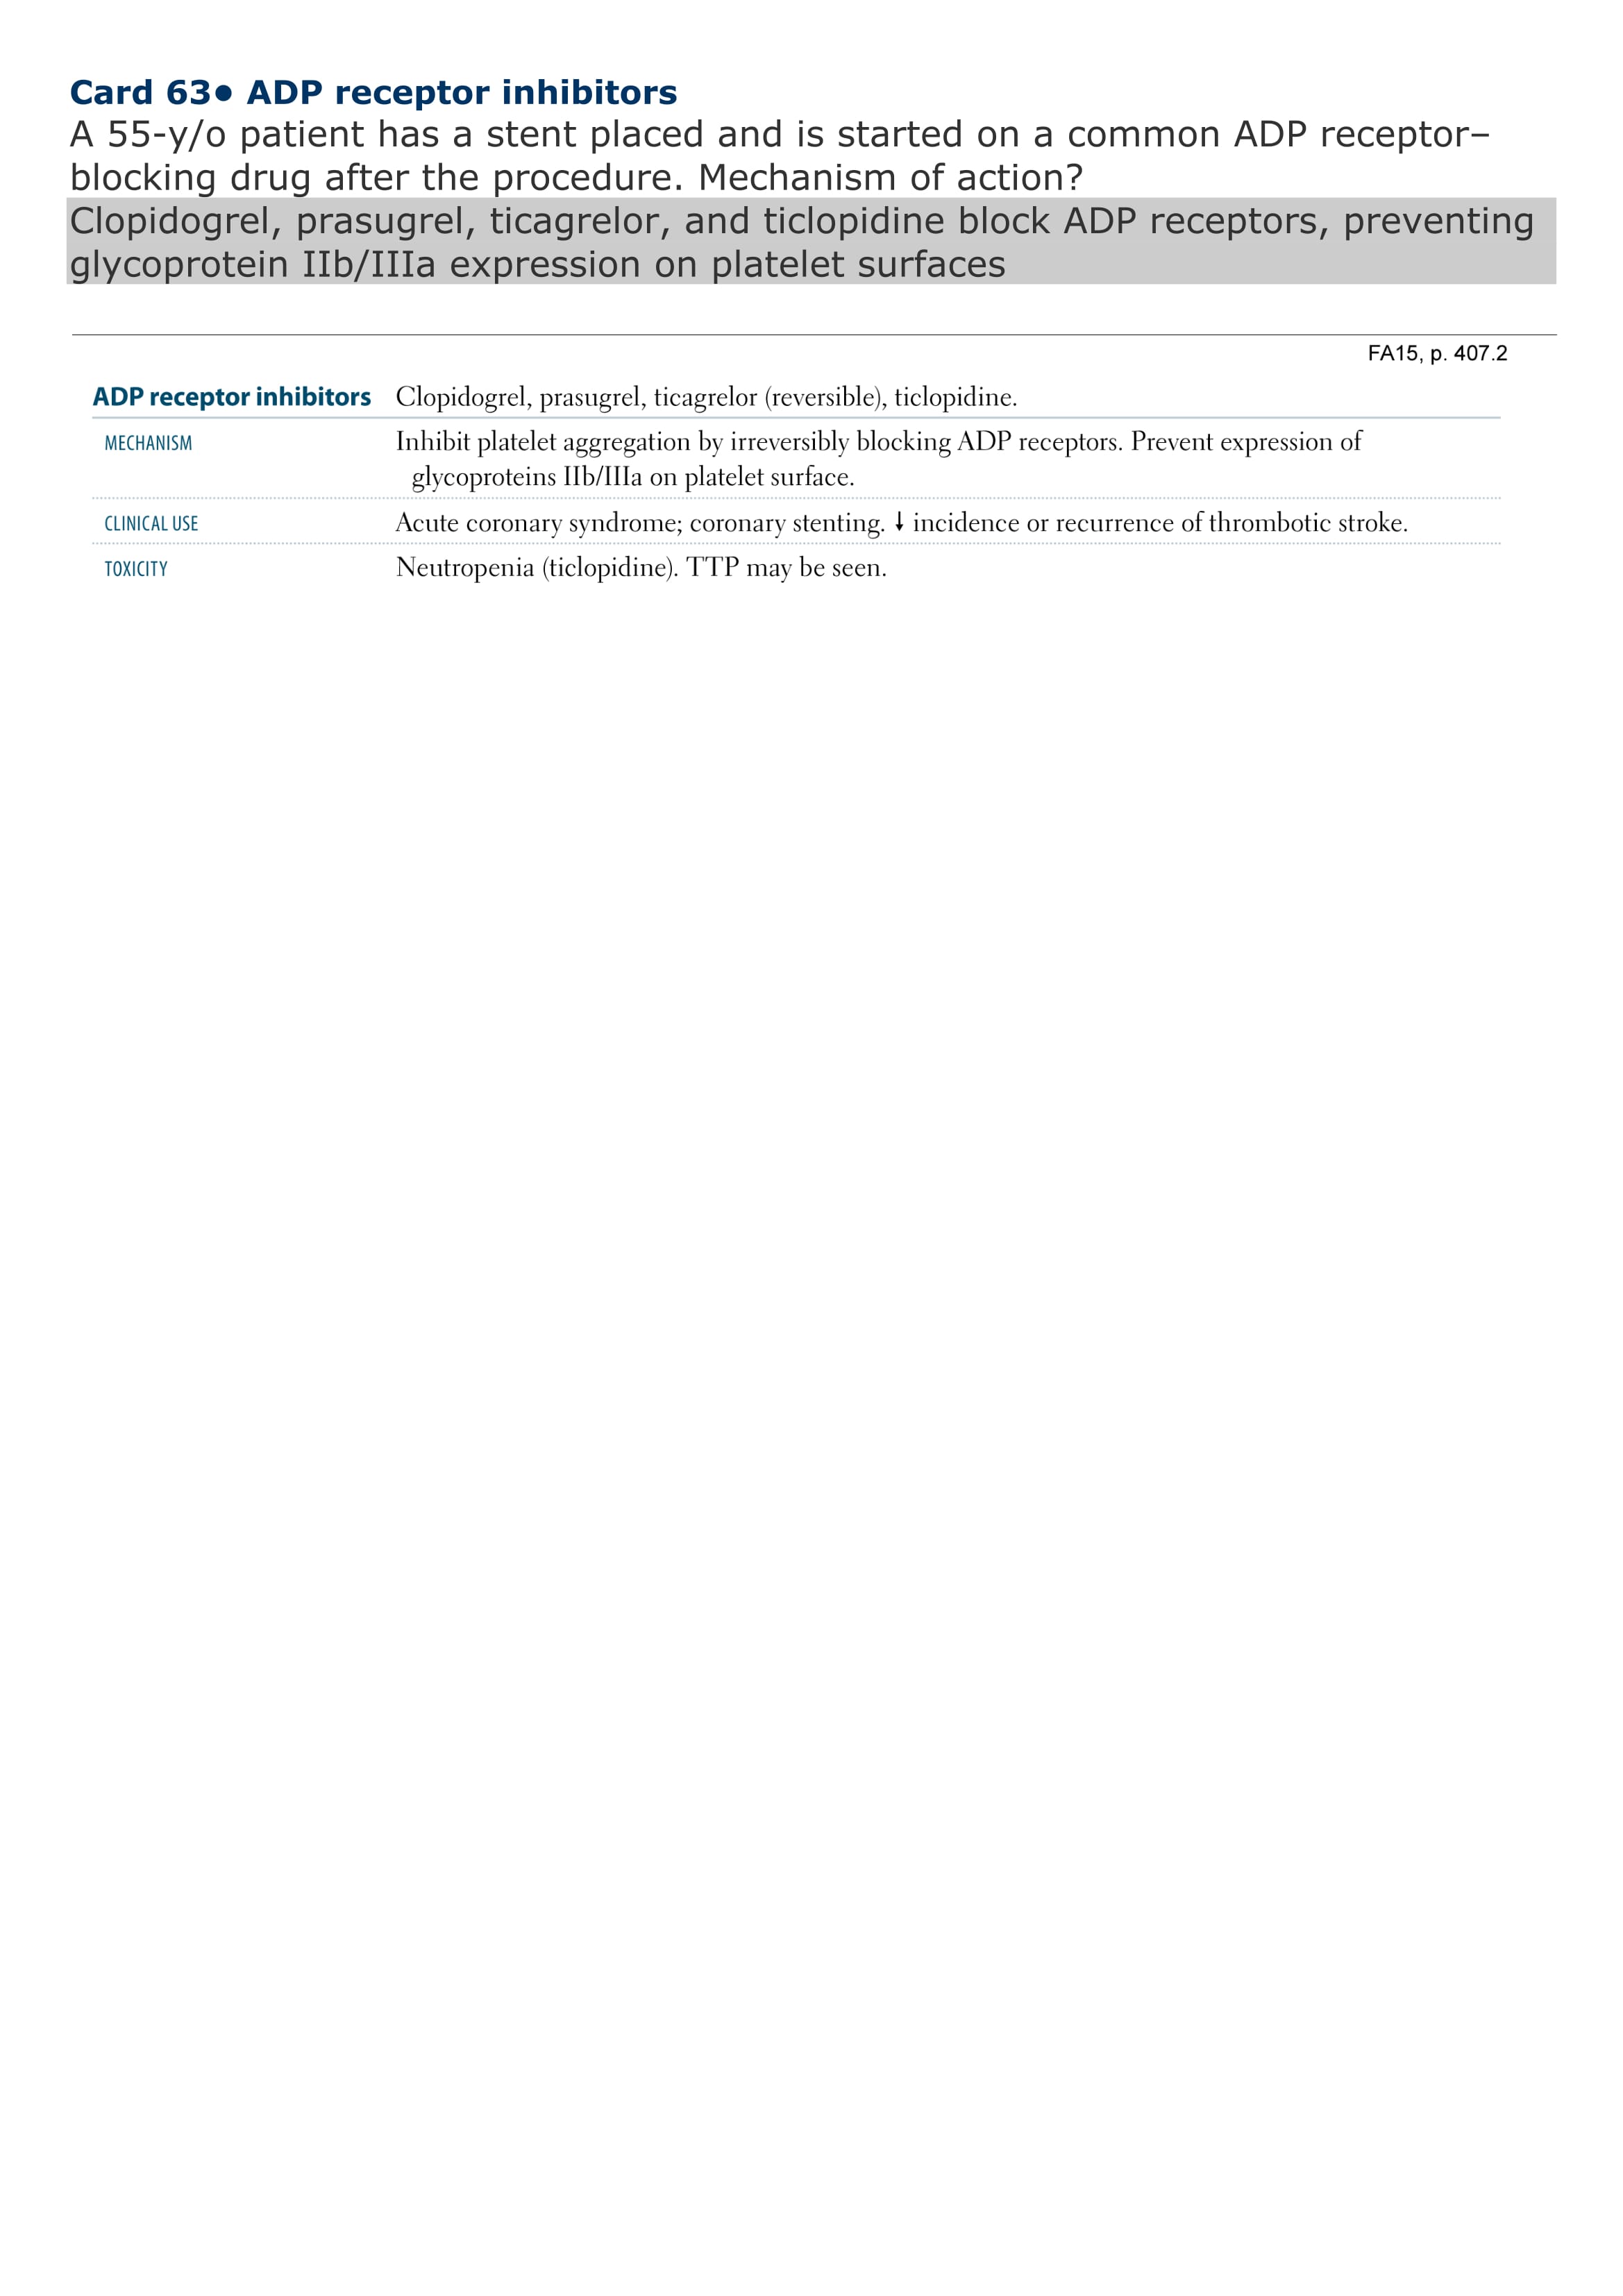 Card 63• ADP receptor inhibitors
A 55-y/o patient has a stent placed and is started on a common ADP receptor–
blocking drug after the procedure. Mechanism of action?
Clopidogrel, prasugrel, ticagrelor, and ticlopidine block ADP receptors, preventing
glycoprotein IIb/IIIa expression on platelet surfaces
FA15, p. 407.2
ADP receptor inhibitors Clopidogrel, prasugrel, ticagrelor (reversible), ticlopidine.
MECHANISM Inhibit platelet aggregation by irreversibly blocking ADP receptors. Prevent expression of
glycoproteins IIb/IIIa on platelet surface.
CLINICAL USE Acute coronary syndrome; coronary stenting. ↓ incidence or recurrence of thrombotic stroke.
TOXICITY Neutropenia (ticlopidine). TTP may be seen.